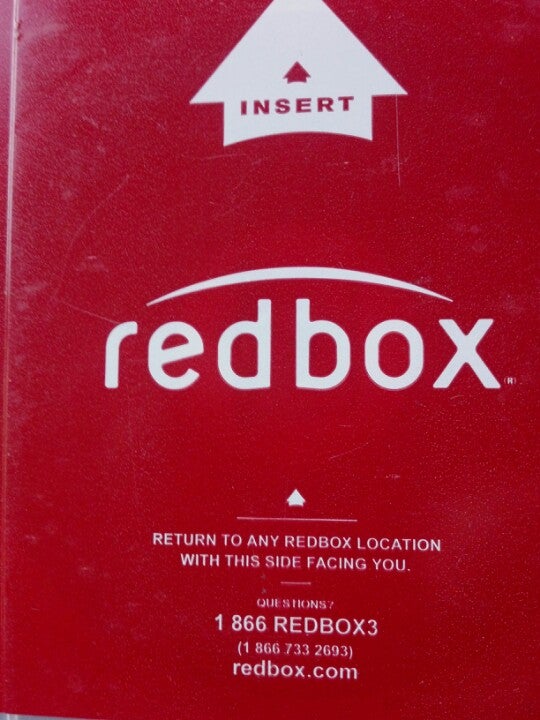 INSERT
redbox®
RETURN TO ANY REDBOX LOCATION
WITH THIS SIDE FACING YOU.
QUESTIONS?
1 866 REDBOX3
(1 866 733 2693)
redbox.com